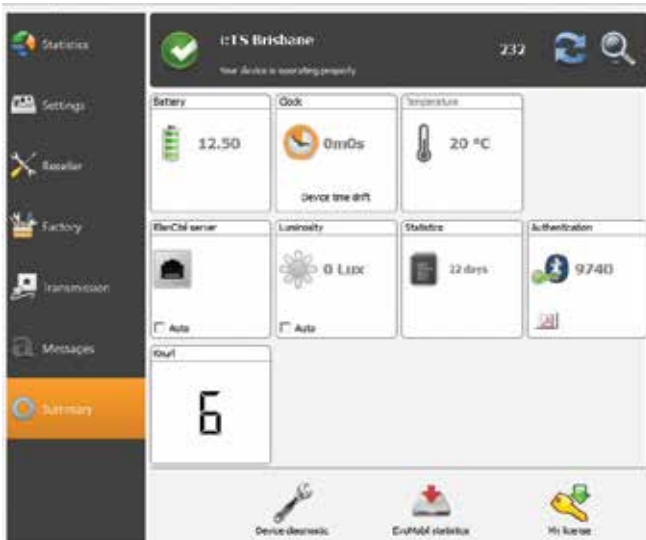 Statistics
Settings
Reseller
Factory
Transmission
Messages
Summary
i:TS Brisbane
232
Your device is operating properly
Battery
12.50
Clock
0m0s
Device time drift
Temperature
20 °C
server
Auto
Luminosity
0 Lux
Auto
Statistics
22 days
Authentication
9740
6
Device diagnostic
EvoMobil statistics
My license